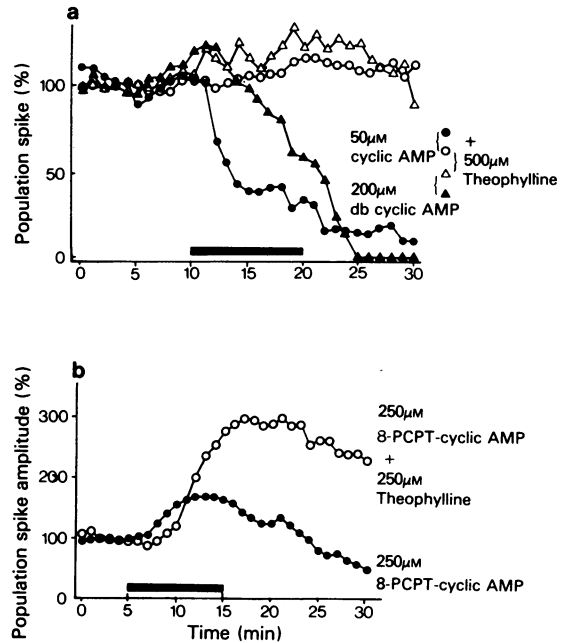 a
Population spike (%)
100
50
0
50μM
cyclic AMP
+
500μM
Theophylline
200μM
db cyclic AMP
0 5 10 15 20 25 30
b
Population spike amplitude (%)
300
200
100
0
250μM
8-PCPT-cyclic AMP
+
250μM
Theophylline
250μM
8-PCPT-cyclic AMP
0 5 10 15 20 25 30
Time (min)